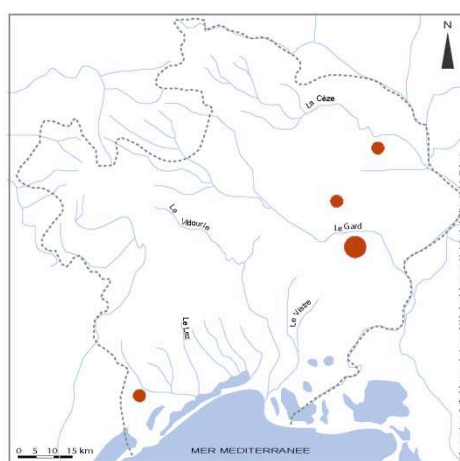 N
La Cèze
Le Gard
Le Vidourle
Le Vistre
Le Lez
0 5 10 15 km
MER MEDITERRANEE